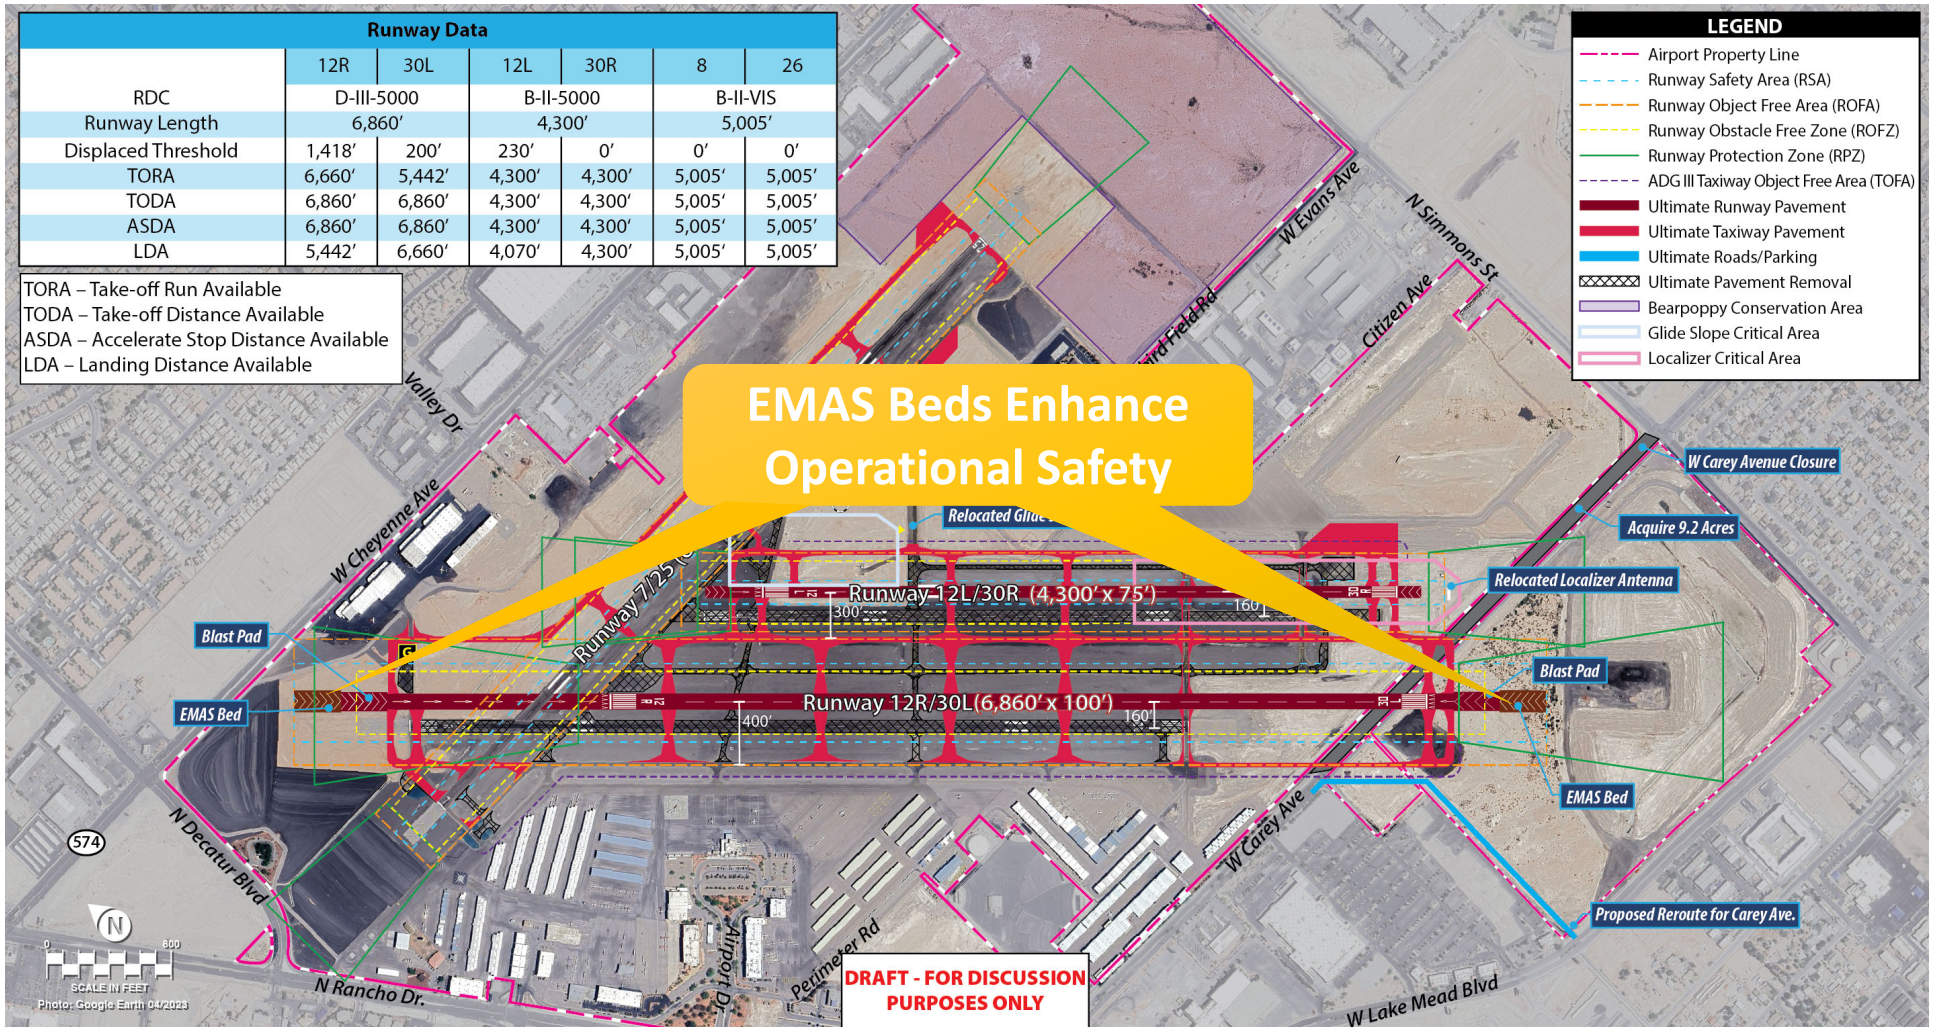 Runway Data
12R 30L 12L 30R 8 26
RDC D-III-5000 B-II-5000 B-II-VIS
Runway Length 6,860’ 4,300’ 5,005’
Displaced Threshold 1,418’ 200’ 230’ 0’ 0’ 0’
TORA 6,660‘ 5,442‘ 4,300‘ 4,300‘ 5,005‘ 5,005‘
TODA 6,860‘ 6,860‘ 4,300‘ 4,300‘ 5,005‘ 5,005‘
ASDA 6,860‘ 6,860‘ 4,300‘ 4,300‘ 5,005‘ 5,005‘
LDA 5,442‘ 6,660‘ 4,070‘ 4,300‘ 5,005‘ 5,005‘
TORA – Take-off Run Available
TODA – Take-off Distance Available
ASDA – Accelerate Stop Distance Available
LDA – Landing Distance Available
LEGEND
Airport Property Line
Runway Safety Area (RSA)
Runway Object Free Area (ROFA)
Runway Obstacle Free Zone (ROFZ)
Runway Protection Zone (RPZ)
ADG III Taxiway Object Free Area (TOFA)
Ultimate Runway Pavement
Ultimate Taxiway Pavement
Ultimate Roads/Parking
Ultimate Pavement Removal
Bearpoppy Conservation Area
Glide Slope Critical Area
Localizer Critical Area
W Evans Ave
N Simmons St
Citizen Ave
Field Rd
Valley Dr
W Cheyenne Ave
EMAS Beds Enhance
Operational Safety
W Carey Avenue Closure
Acquire 9.2 Acres
Relocated Glide
Relocated Localizer Antenna
Runway 7/25
Runway 12L/30R (4,300’ x 75’)
300’
160’
Blast Pad
G
Blast Pad
EMAS Bed
Runway 12R/30L(6,860’ x 100’)
400’
160’
EMAS Bed
W Carey Ave
N Decatur Blvd
574
N
0 600
SCALE IN FEET
Photo: Google Earth 04/2023
N Rancho Dr.
Airport Dr
Perimeter Rd
Proposed Reroute for Carey Ave.
W Lake Mead Blvd
DRAFT - FOR DISCUSSION
PURPOSES ONLY